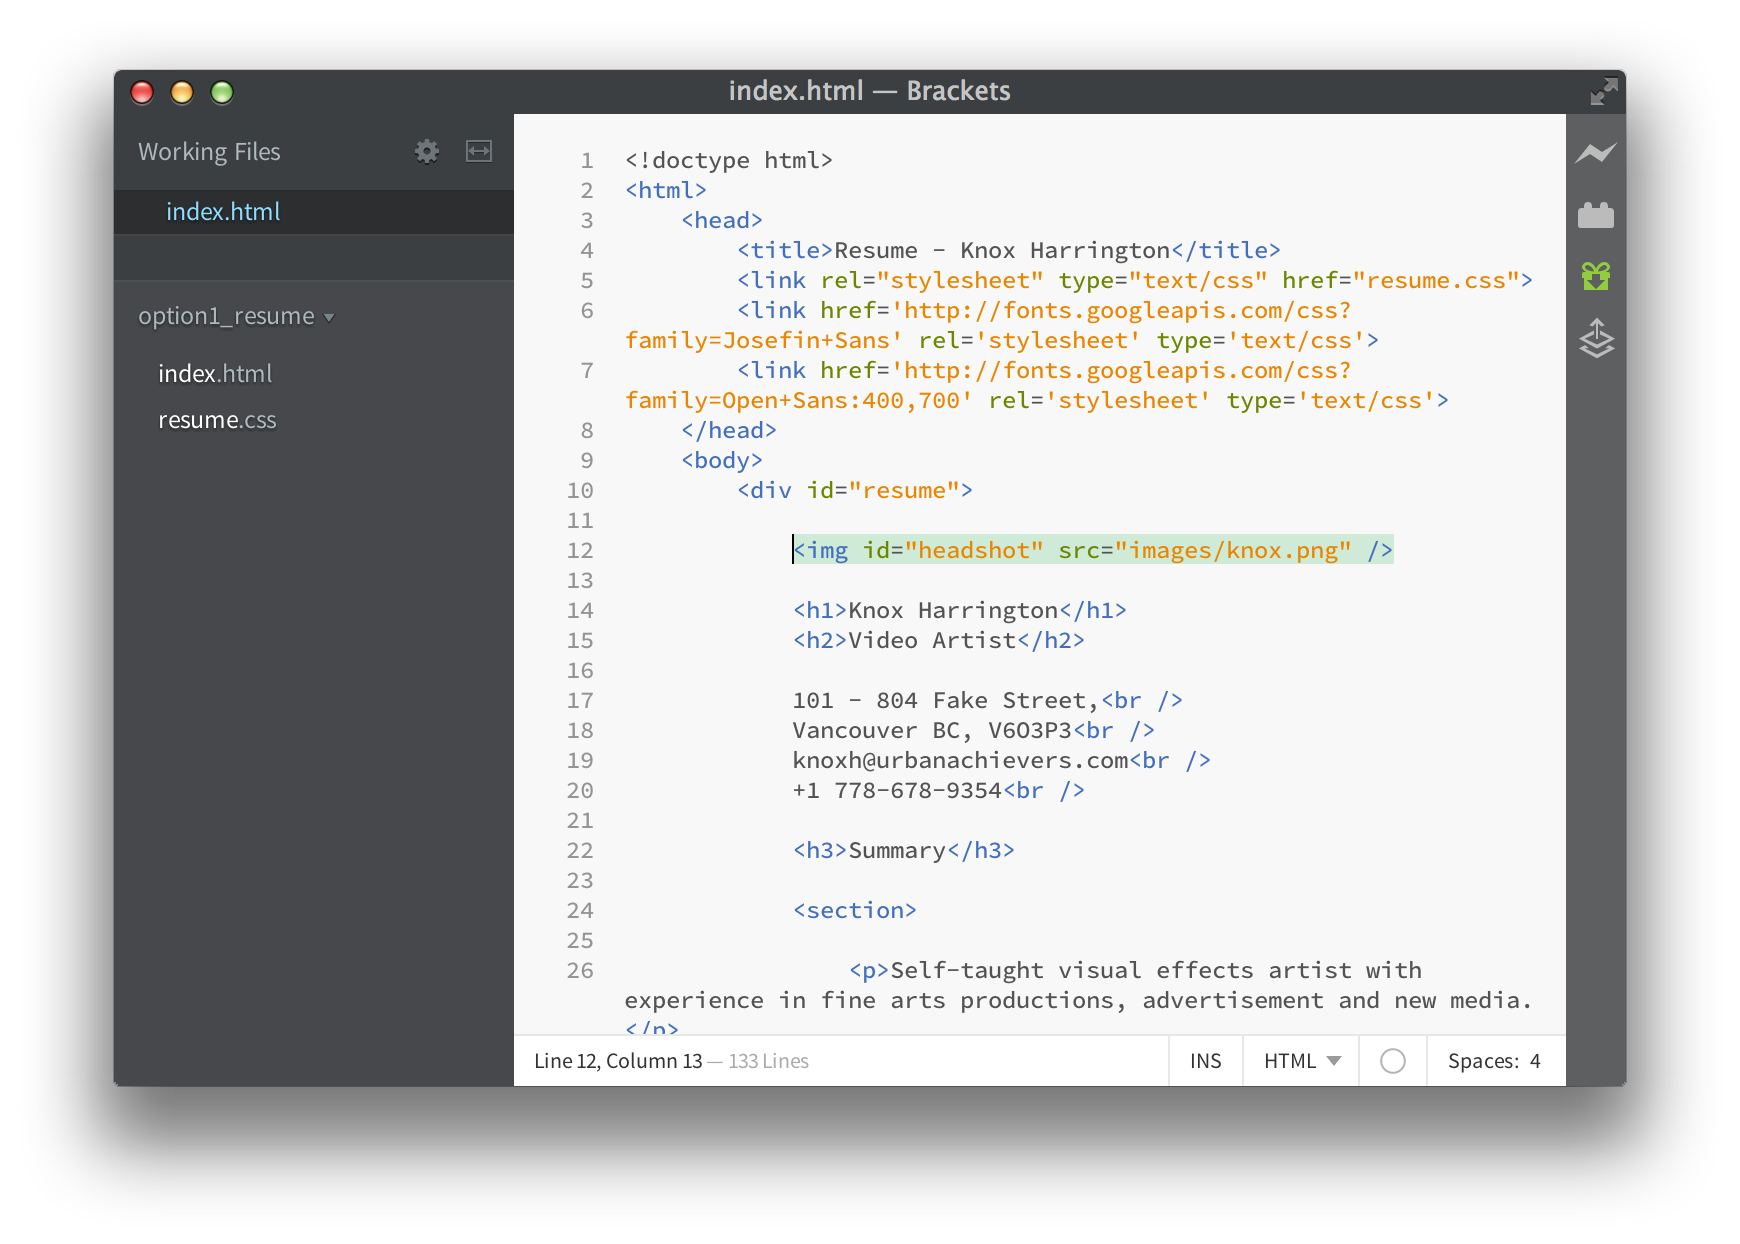 index.html — Brackets
Working Files
index.html
option1_resume
index.html
resume.css
1 <!doctype html>
2 <html>
3 <head>
4 <title>Resume - Knox Harrington</title>
5 <link rel="stylesheet" type="text/css" href="resume.css">
6 <link href='http://fonts.googleapis.com/css?
family=Josefin+Sans' rel='stylesheet' type='text/css'>
7 <link href='http://fonts.googleapis.com/css?
family=Open+Sans:400,700' rel='stylesheet' type='text/css'>
8 </head>
9 <body>
10 <div id="resume">
11
12 <img id="headshot" src="images/knox.png" />
13
14 <h1>Knox Harrington</h1>
15 <h2>Video Artist</h2>
16
17 101 - 804 Fake Street,<br />
18 Vancouver BC, V6O3P3<br />
19 knoxh@urbanachievers.com<br />
20 +1 778-678-9354<br />
21
22 <h3>Summary</h3>
23
24 <section>
25
26 <p>Self-taught visual effects artist with
experience in fine arts productions, advertisement and new media.
</p>
Line 12, Column 13 — 133 Lines
INS
HTML
Spaces: 4